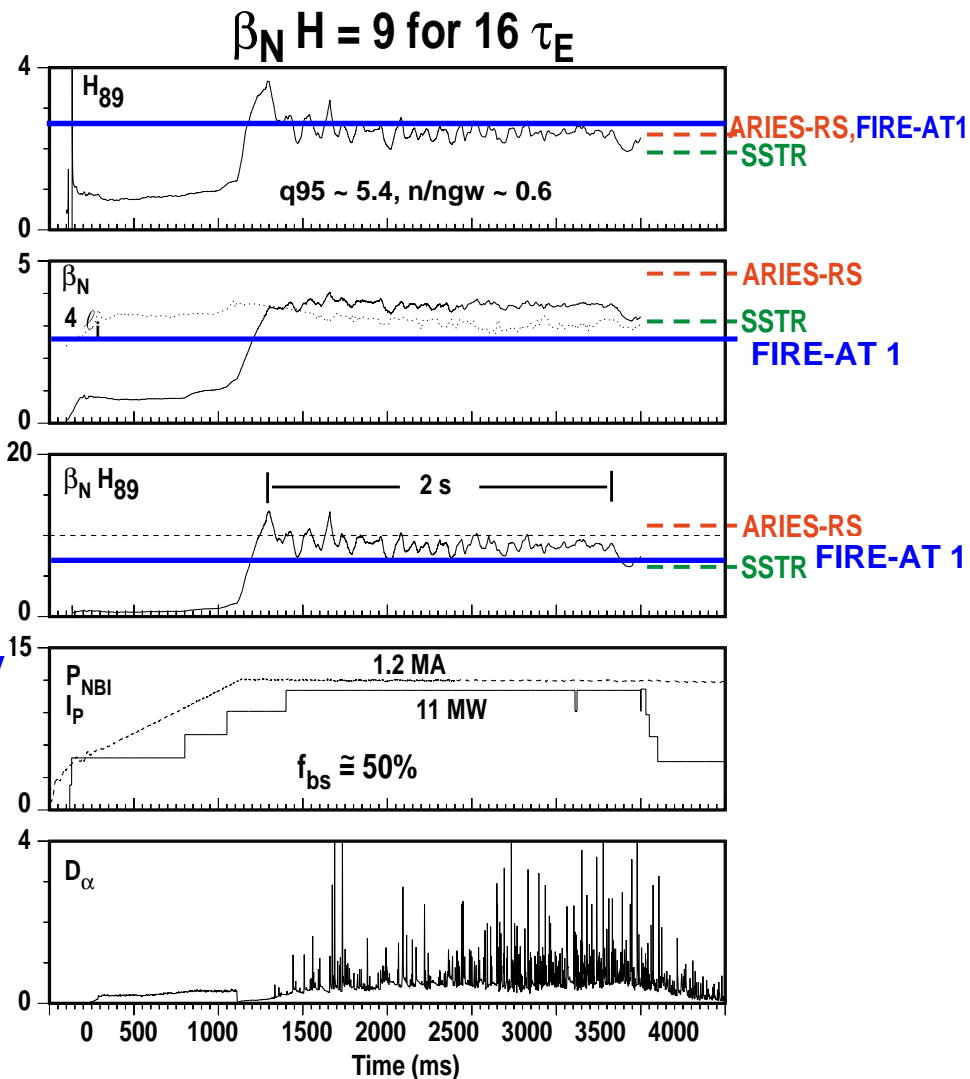 βN H = 9 for 16 τE
4
H89
ARIES-RS,FIRE-AT1
SSTR
q95 ~ 5.4, n/ngw ~ 0.6
0
5
βN
ARIES-RS
4 ℓi
SSTR
FIRE-AT 1
0
20
βN H89
2 s
ARIES-RS
FIRE-AT 1
SSTR
0
15
PNBI
1.2 MA
IP
11 MW
fbs ≅ 50%
0
4
Dα
0
0 500 1000 1500 2000 2500 3000 3500 4000
Time (ms)